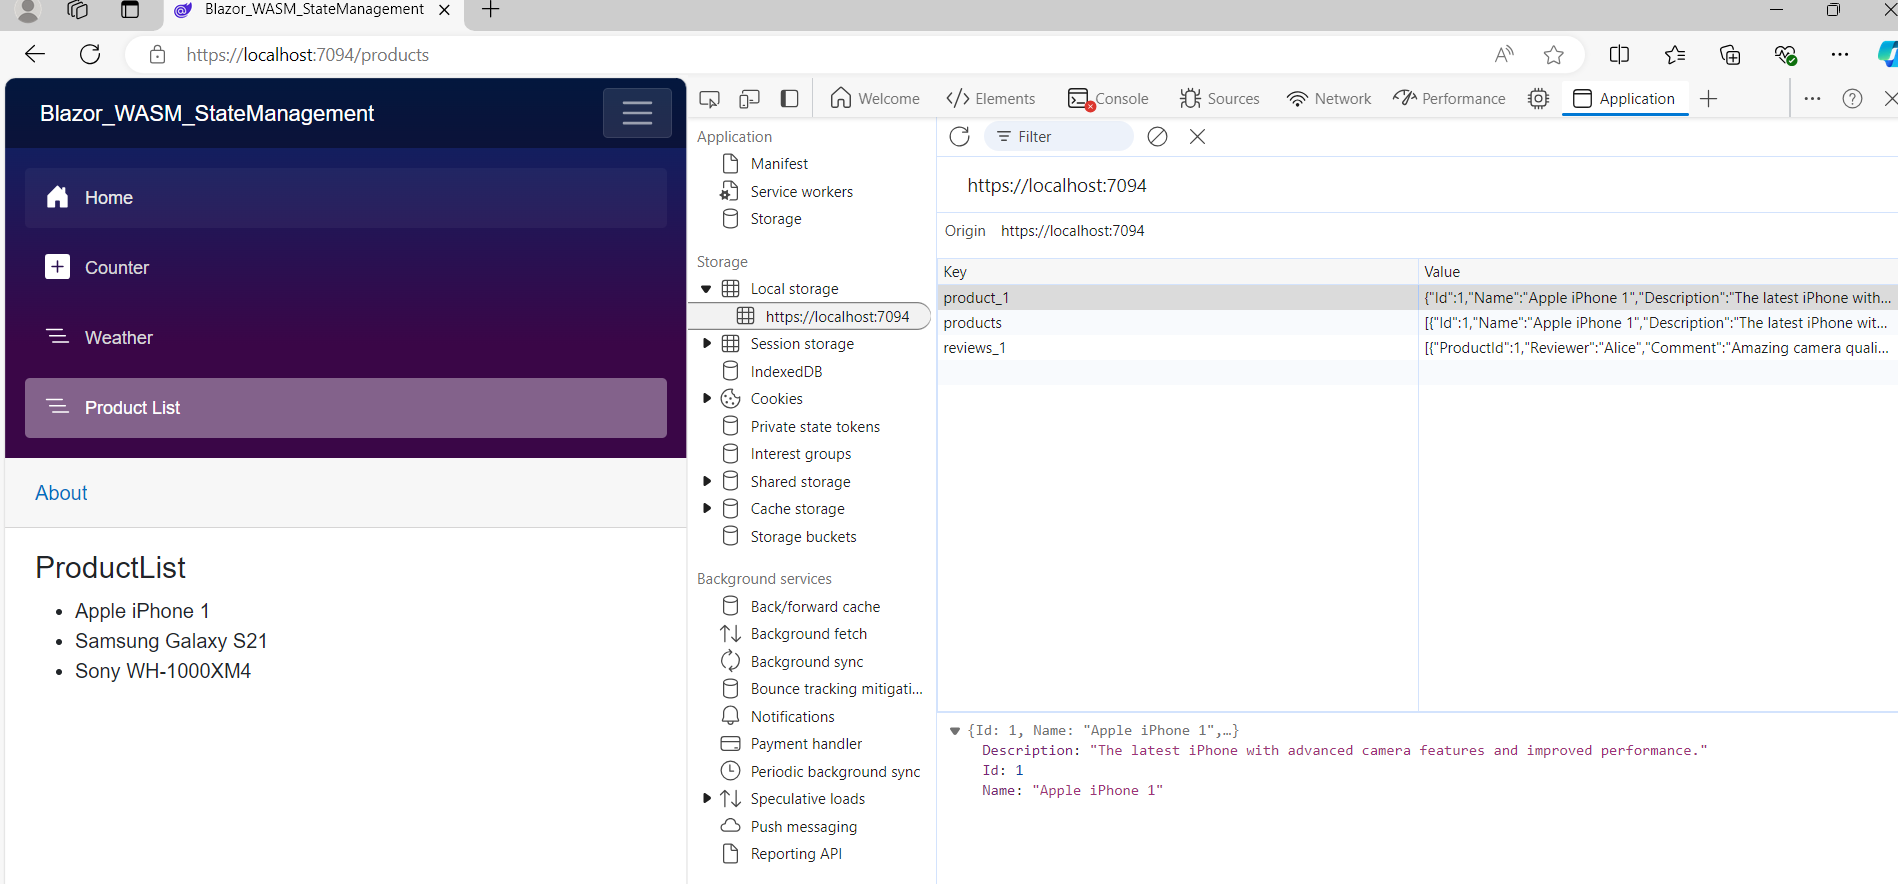 Blazor_WASM_StateManagement
https://localhost:7094/products
Blazor_WASM_StateManagement
Home
Counter
Weather
Product List
About
ProductList
Apple iPhone 1
Samsung Galaxy S21
Sony WH-1000XM4
Welcome
Elements
Console
Sources
Network
Performance
Application
Application
Manifest
Service workers
Storage
Storage
Local storage
https://localhost:7094
Session storage
IndexedDB
Cookies
Private state tokens
Interest groups
Shared storage
Cache storage
Storage buckets
Background services
Back/forward cache
Background fetch
Background sync
Bounce tracking mitigati...
Notifications
Payment handler
Periodic background sync
Speculative loads
Push messaging
Reporting API
Filter
https://localhost:7094
Origin https://localhost:7094
Key Value
product_1 {"Id":1,"Name":"Apple iPhone 1","Description":"The latest iPhone with...
products [{"Id":1,"Name":"Apple iPhone 1","Description":"The latest iPhone wit...
reviews_1 [{"ProductId":1,"Reviewer":"Alice","Comment":"Amazing camera quali...
{Id: 1, Name: "Apple iPhone 1",…}
Description: "The latest iPhone with advanced camera features and improved performance."
Id: 1
Name: "Apple iPhone 1"